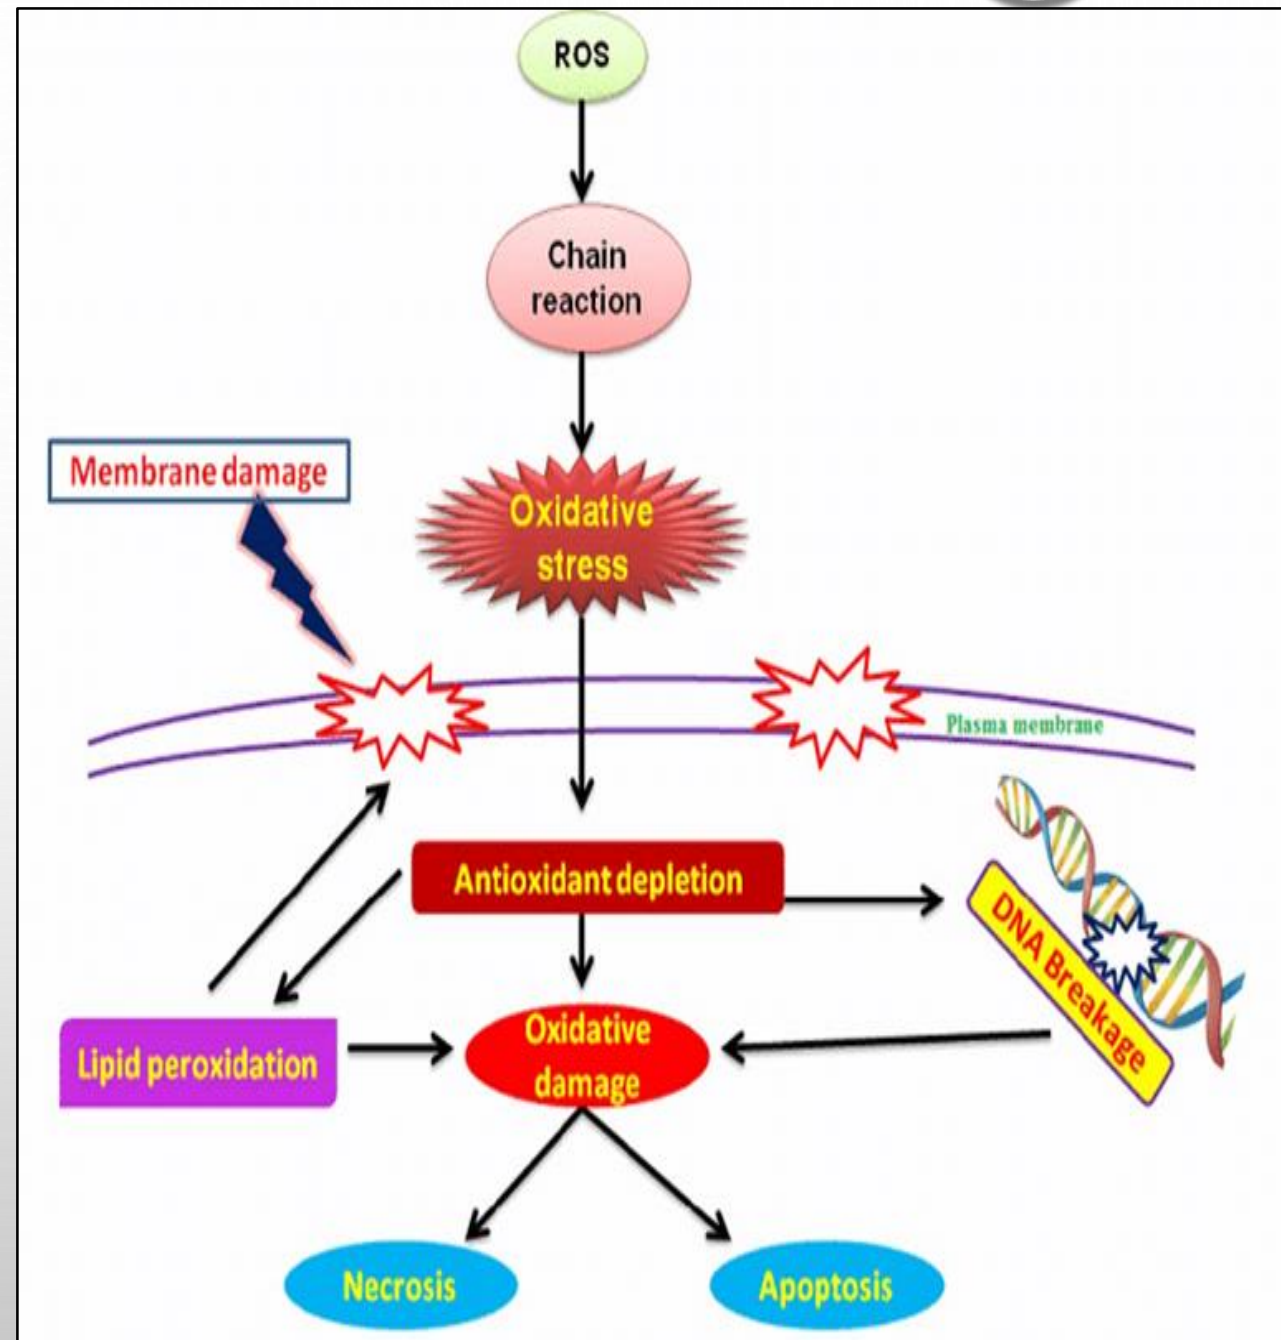 ROS
Chain
reaction
Membrane damage
Oxidative
stress
Plasma membrane
Antioxidant depletion
DNA Breakage
Lipid peroxidation
Oxidative
damage
Necrosis
Apoptosis